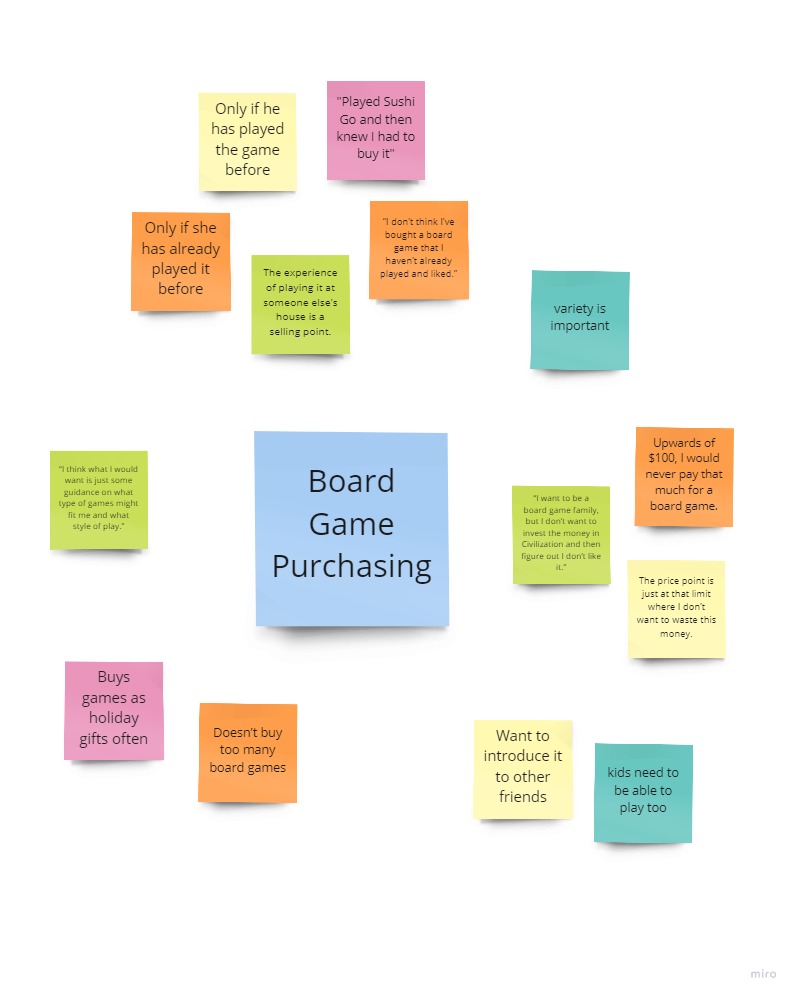 Only if he
has played
the game
before
"Played Sushi
Go and then
knew I had to
buy it"
Only if she
has already
played it
before
The experience
of playing it at
someone else's
house is a
selling point.
"I don't think I've
bought a board
game that I
haven't already
played and liked."
variety is
important
"I think what I would
want is just some
guidance on what
type of games might
fit me and what
style of play."
Board
Game
Purchasing
"I want to be a
board game family,
but I don't want to
invest the money in
Civilization and then
figure out I don't like
it."
Upwards of
$100, I would
never pay that
much for a
board game.
The price point is
just at that limit
where I don't
want to waste this
money.
Buys
games as
holiday
gifts often
Doesn't buy
too many
board games
Want to
introduce it
to other
friends
kids need to
be able to
play too
miro